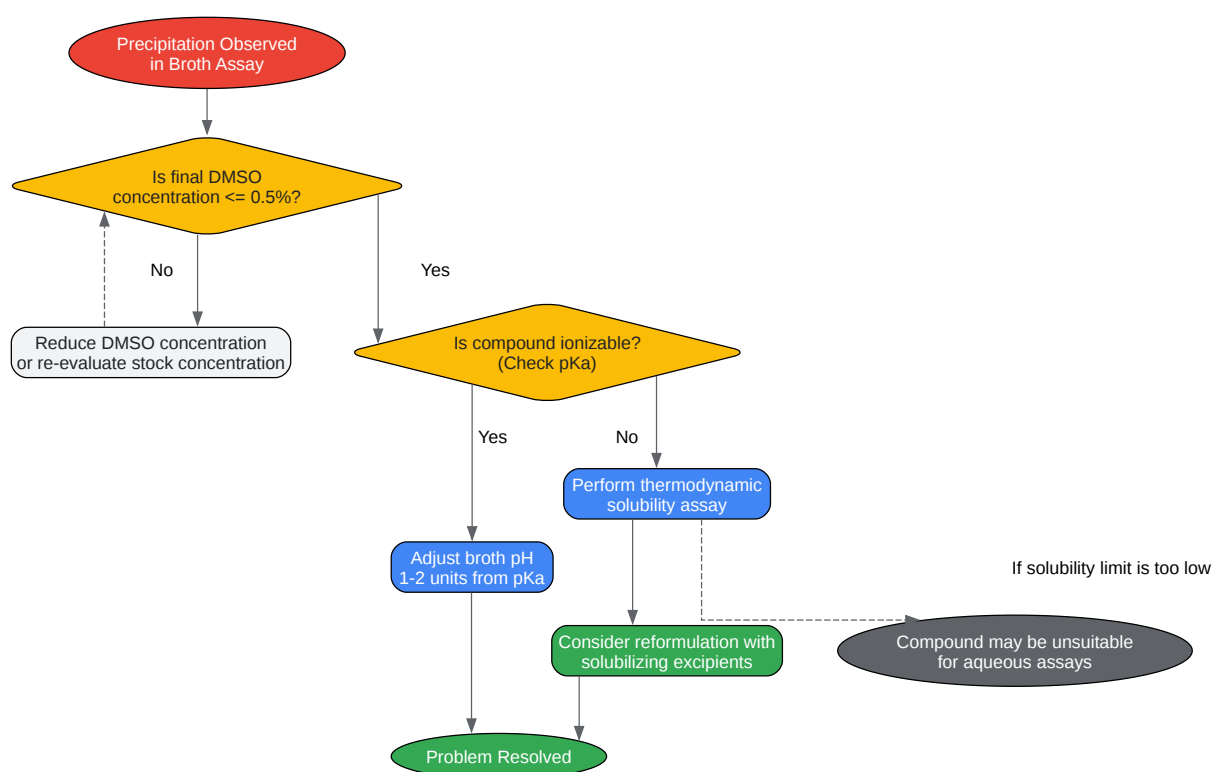 Precipitation Observed
in Broth Assay
Is final DMSO
concentration <= 0.5%?
No
Yes
Reduce DMSO concentration
or re-evaluate stock concentration
Is compound ionizable?
(Check pKa)
Yes
No
Perform thermodynamic
solubility assay
Adjust broth pH
1-2 units from pKa
If solubility limit is too low
Consider reformulation with
solubilizing excipients
Compound may be unsuitable
for aqueous assays
Problem Resolved